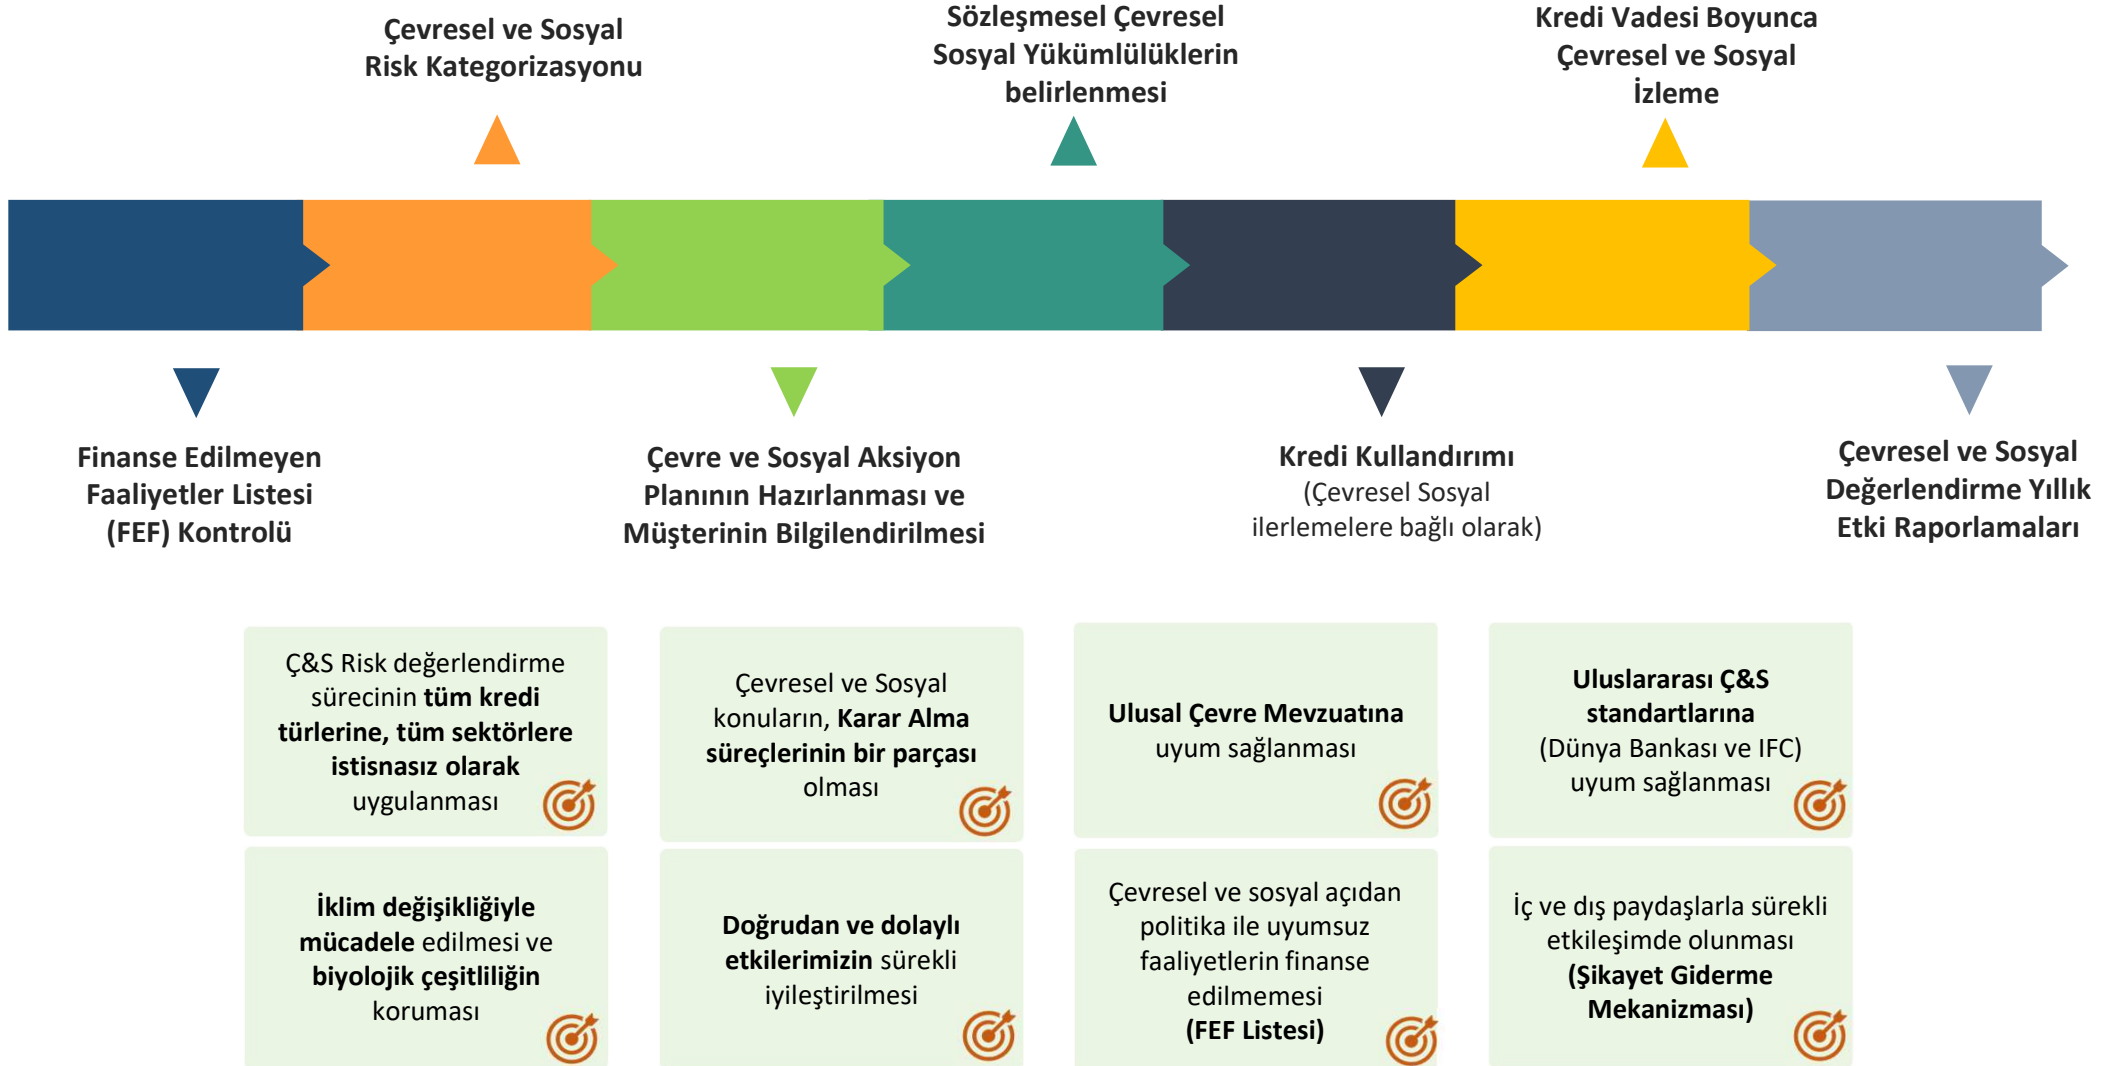 Çevresel ve Sosyal
Risk Kategorizasyonu
Sözleşmesel Çevresel
Sosyal Yükümlülüklerin
belirlenmesi
Kredi Vadesi Boyunca
Çevresel ve Sosyal
İzleme
Finanse Edilmeyen
Faaliyetler Listesi
(FEF) Kontrolü
Çevre ve Sosyal Aksiyon
Planının Hazırlanması ve
Müşterinin Bilgilendirilmesi
Kredi Kullandırımı
(Çevresel Sosyal
ilerlemelere bağlı olarak)
Çevresel ve Sosyal
Değerlendirme Yıllık
Etki Raporlamaları
Ç&S Risk değerlendirme
sürecinin tüm kredi
türlerine, tüm sektörlere
istisnasız olarak
uygulanması
Çevresel ve Sosyal
konuların, Karar Alma
süreçlerinin bir parçası
olması
Ulusal Çevre Mevzuatına
uyum sağlanması
Uluslararası Ç&S
standartlarına
(Dünya Bankası ve IFC)
uyum sağlanması
İklim değişikliğiyle
mücadele edilmesi ve
biyolojik çeşitliliğin
koruması
Doğrudan ve dolaylı
etkilerimizin sürekli
iyileştirilmesi
Çevresel ve sosyal açıdan
politika ile uyumsuz
faaliyetlerin finanse
edilmemesi
(FEF Listesi)
İç ve dış paydaşlarla sürekli
etkileşimde olunması
(Şikayet Giderme
Mekanizması)